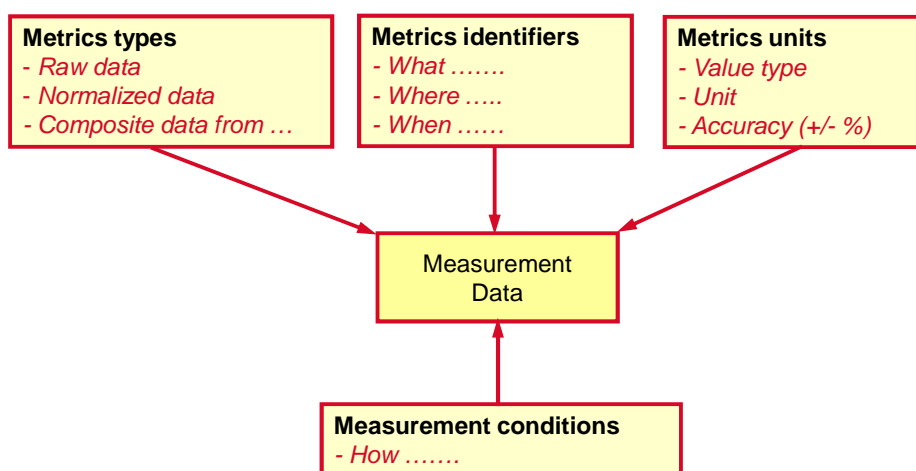 Metrics types
- Raw data
- Normalized data
- Composite data from …
Metrics identifiers
- What …….
- Where …..
- When ……
Metrics units
- Value type
- Unit
- Accuracy (+/- %)
Measurement
Data
Measurement conditions
- How …….